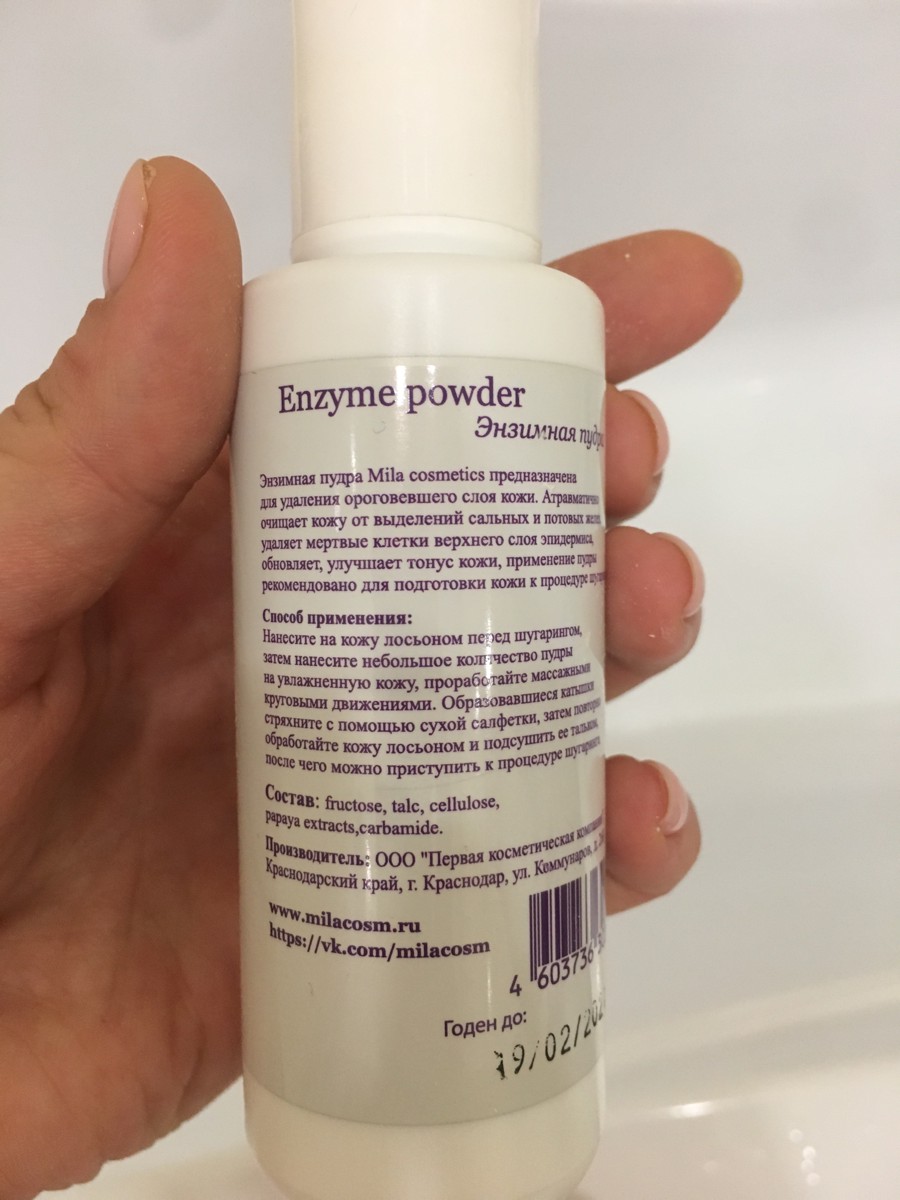 Enzyme powder
Энзимная
Энзимная пудра Mila cosmetics предназначена
для удаления ороговевшего слоя кожи.
очищает кожу от выделений сальных и потовых
удаляет мертвые клетки верхнего слоя эпидермиса,
обновляет, улучшает тонус кожи, применение пудры
рекомендовано для подготовки кожи к процедуре
Способ применения:
Нанесите на кожу лосьоном перед шугарингом,
затем нанесите небольшое количество пудры
на увлажненную кожу, проработайте массажными
круговыми движениями. Образовавшиеся катышки
стряхните с помощью сухой салфетки, затем
обработайте кожу лосьоном и подсушить ее тальком,
после чего можно приступить к процедуре
Состав: fructose, talc, cellulose,
papaya extracts,carbamide.
Производитель: ООО "Первая косметическая
Краснодарский край, г. Краснодар, ул. Коммунаров,
www.milacosm.ru
https://vk.com/milacosm
4 603736
Годен до:
19/02/